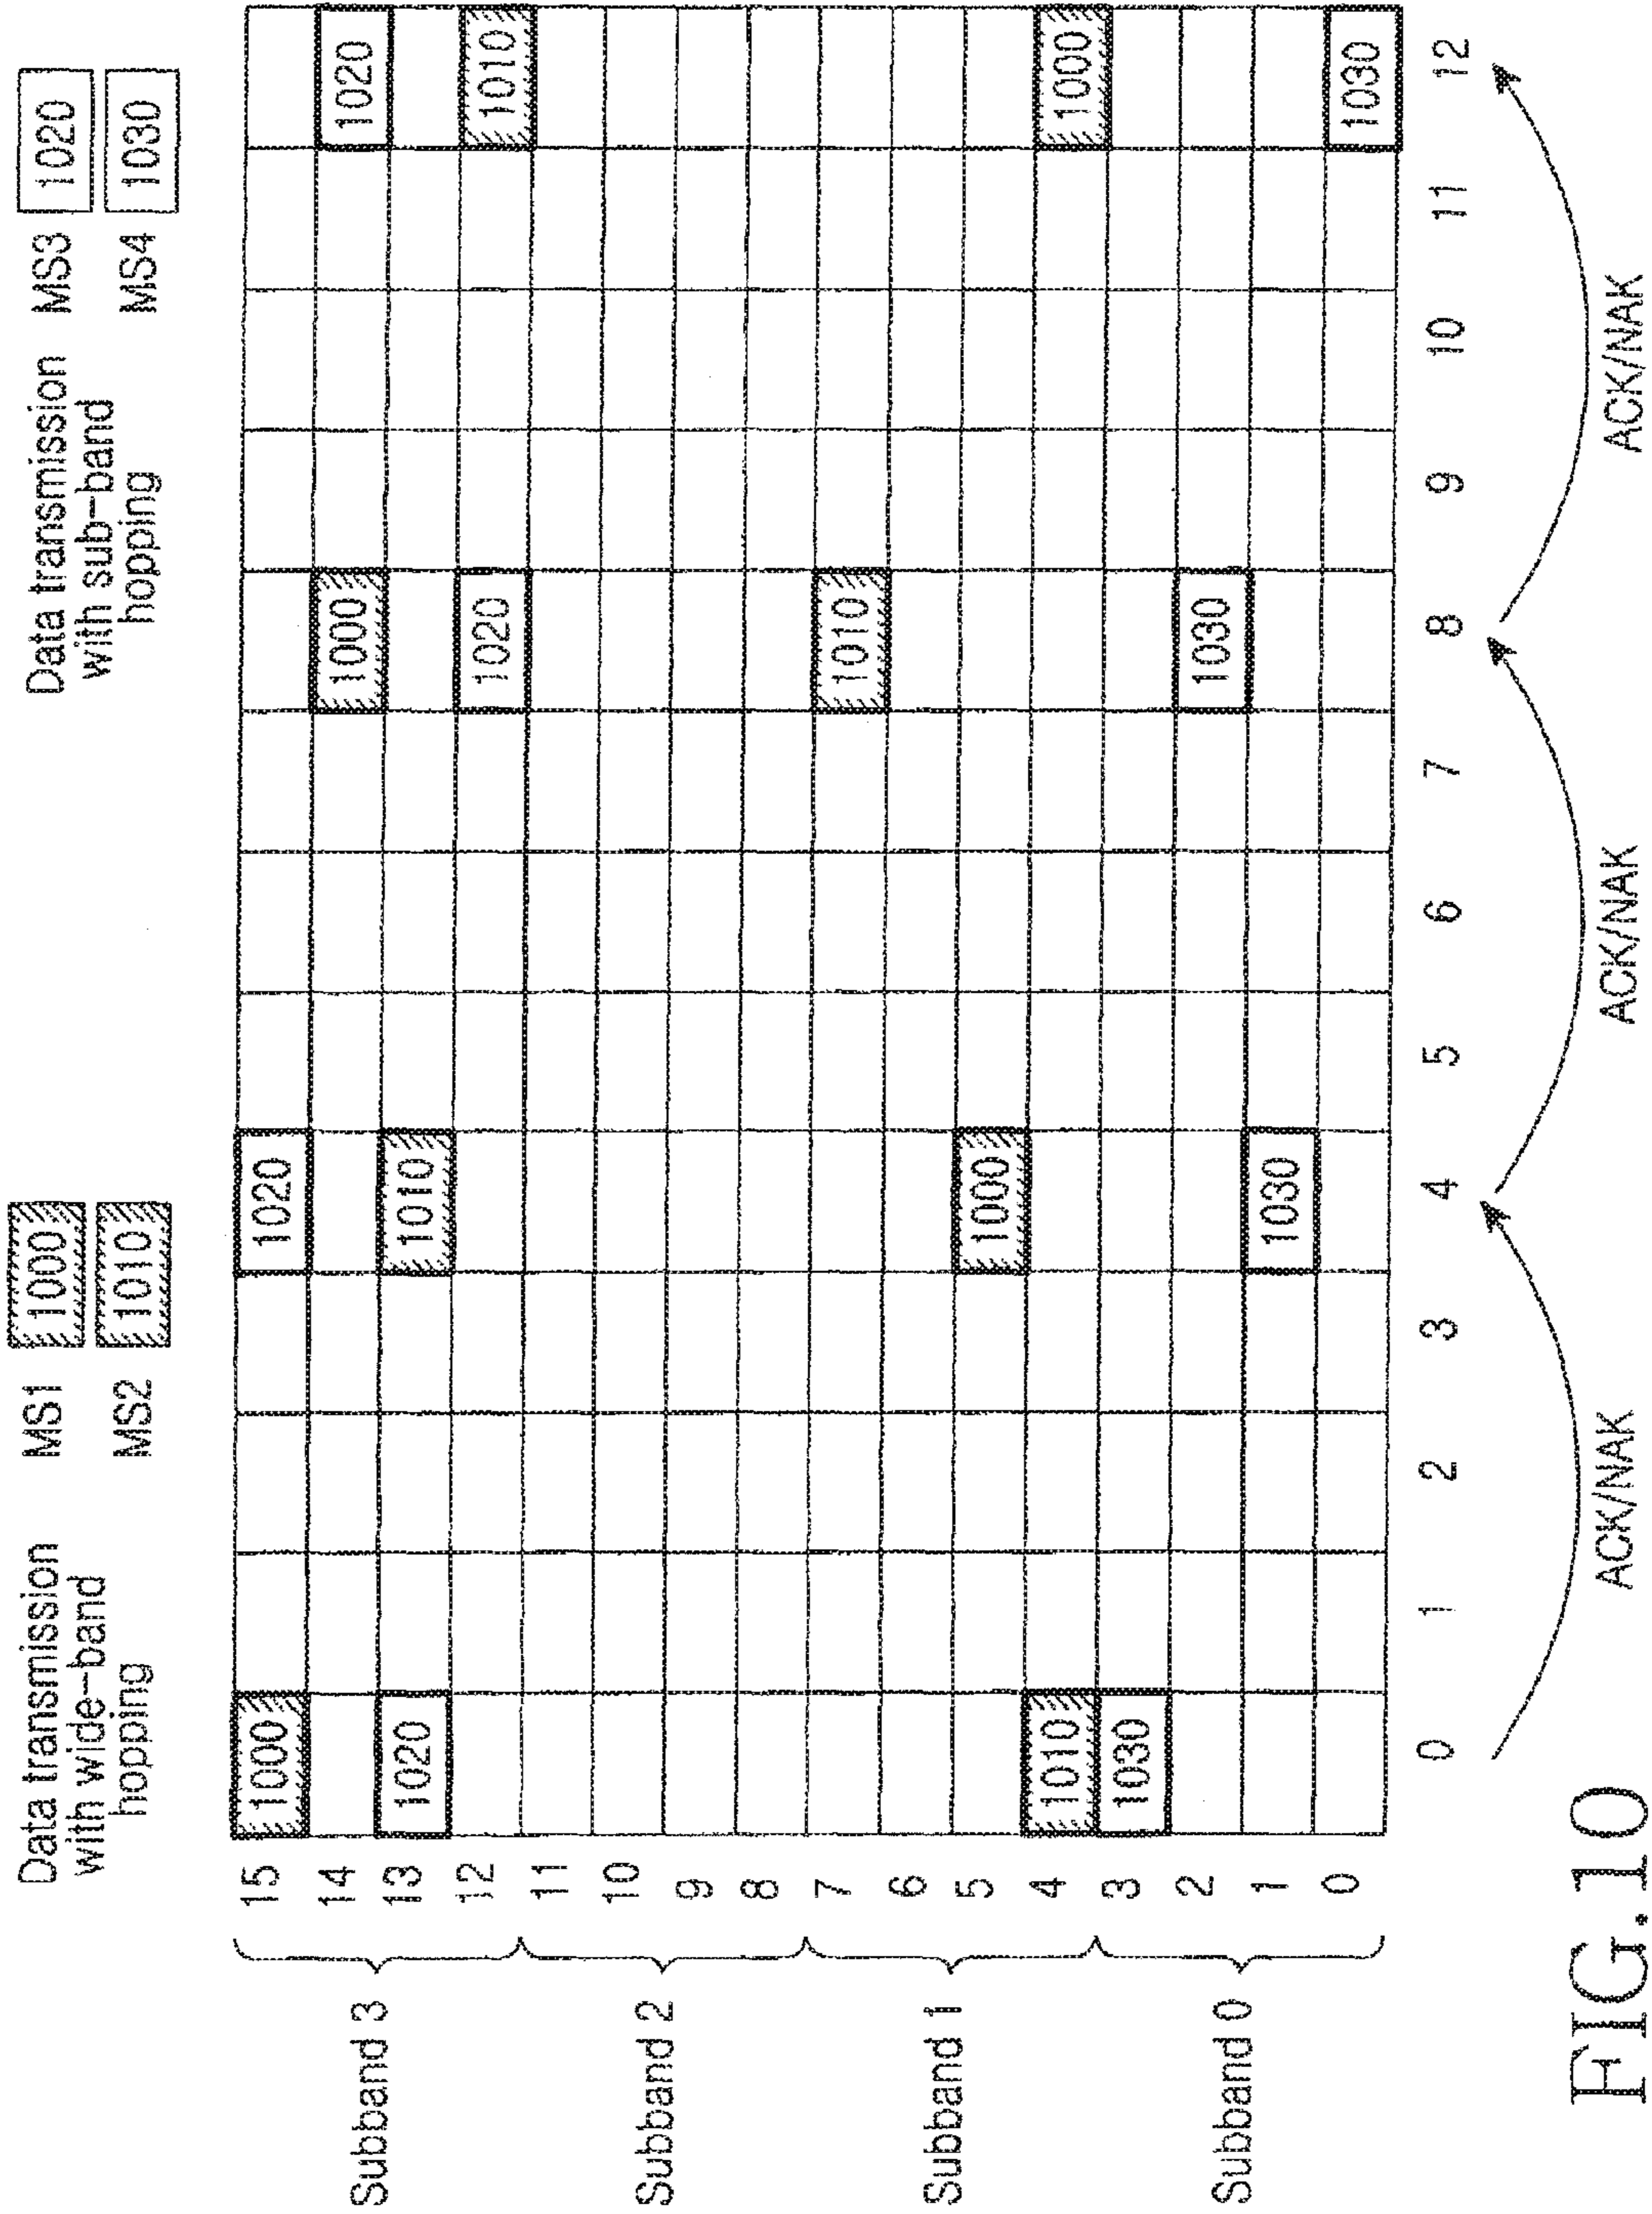 Data transmission
with wide-band
hopping
MS1 1000
MS2 1010
Data transmission
with sub-band
hopping
MS3 1020
MS4 1030
Subband 3
Subband 2
Subband 1
Subband 0
15 1000 1020
14 1000 1020
13 1020 1010
12 1020 1010
11
10
9
8
7 1010
6
5 1000
4 1010 1000
3 1030
2 1030
1 1030
0 1030
0 1 2 3 4 5 6 7 8 9 10 11 12
ACK/NAK ACK/NAK ACK/NAK
FIG.10